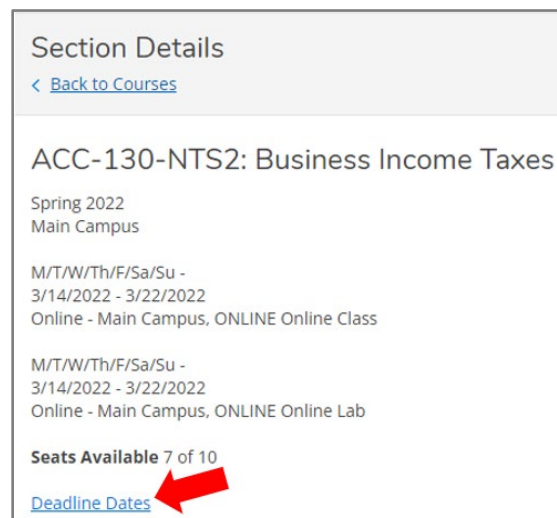 Section Details
< Back to Courses
ACC-130-NTS2: Business Income Taxes
Spring 2022
Main Campus
M/T/W/Th/F/Sa/Su -
3/14/2022 - 3/22/2022
Online - Main Campus, ONLINE Online Class
M/T/W/Th/F/Sa/Su -
3/14/2022 - 3/22/2022
Online - Main Campus, ONLINE Online Lab
Seats Available 7 of 10
Deadline Dates